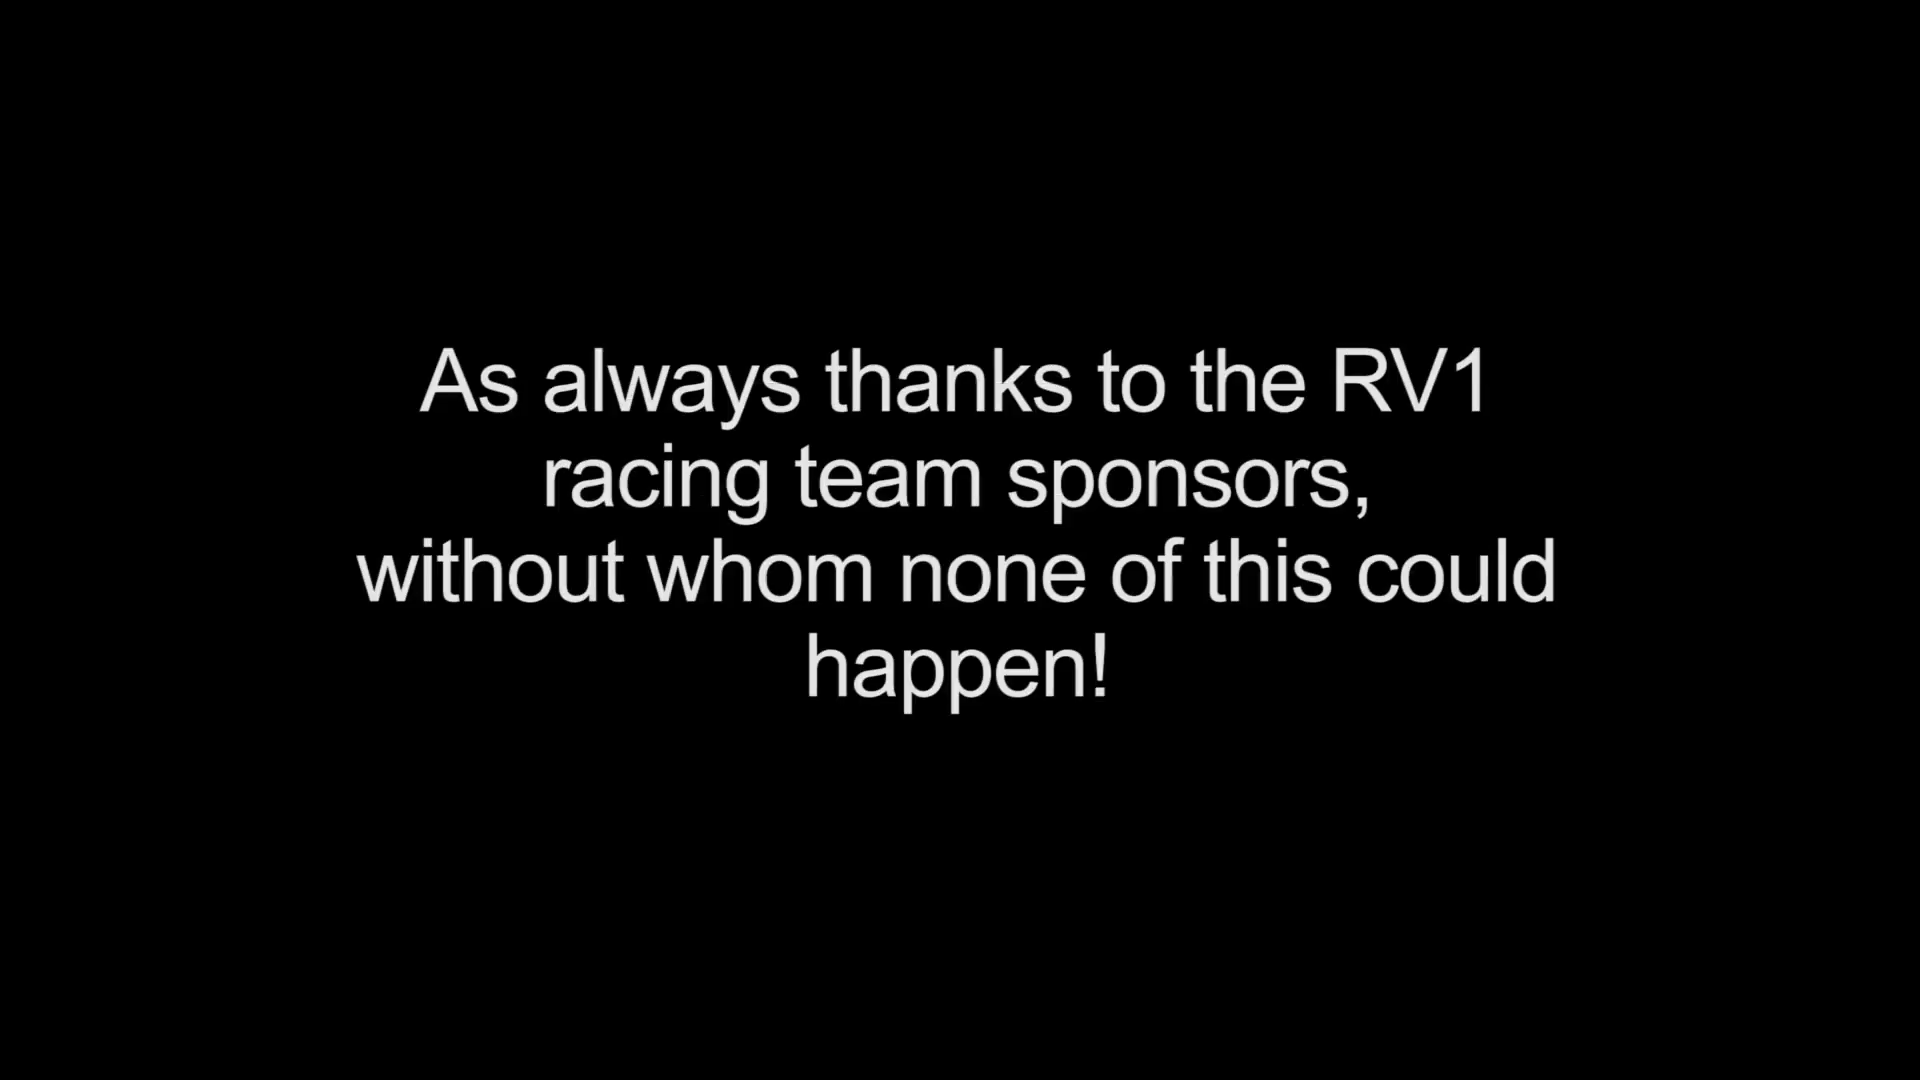 As always thanks to the RV1
racing team sponsors,
without whom none of this could
happen!